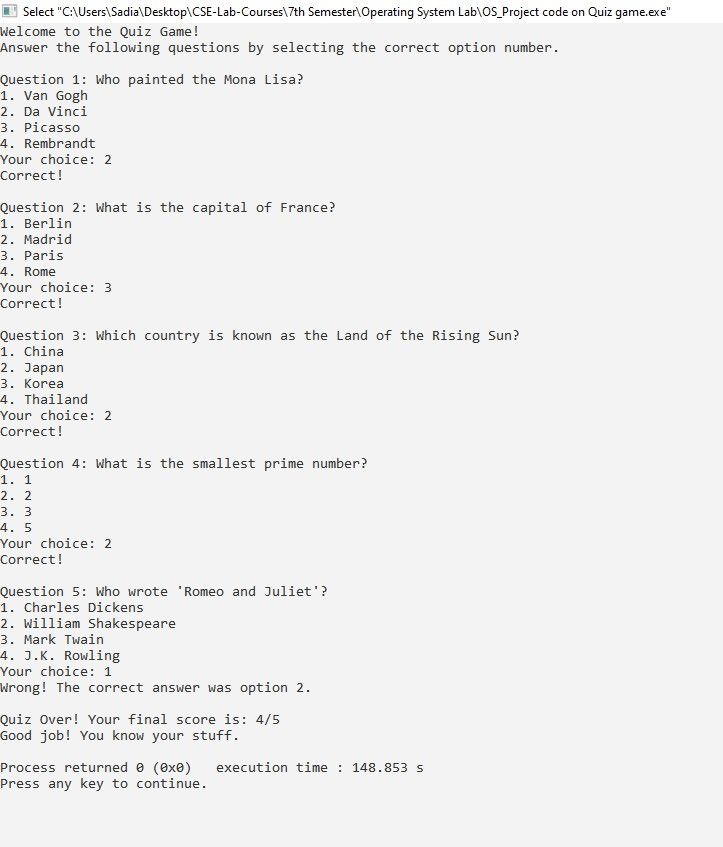 Select "C:\Users\Sadia\Desktop\CSE-Lab-Courses\7th Semester\Operating System Lab\OS_Project code on Quiz game.exe"
Welcome to the Quiz Game!
Answer the following questions by selecting the correct option number.
Question 1: Who painted the Mona Lisa?
1. Van Gogh
2. Da Vinci
3. Picasso
4. Rembrandt
Your choice: 2
Correct!
Question 2: What is the capital of France?
1. Berlin
2. Madrid
3. Paris
4. Rome
Your choice: 3
Correct!
Question 3: Which country is known as the Land of the Rising Sun?
1. China
2. Japan
3. Korea
4. Thailand
Your choice: 2
Correct!
Question 4: What is the smallest prime number?
1. 1
2. 2
3. 3
4. 5
Your choice: 2
Correct!
Question 5: Who wrote 'Romeo and Juliet'?
1. Charles Dickens
2. William Shakespeare
3. Mark Twain
4. J.K. Rowling
Your choice: 1
Wrong! The correct answer was option 2.
Quiz Over! Your final score is: 4/5
Good job! You know your stuff.
Process returned 0 (0x0)   execution time : 148.853 s
Press any key to continue.